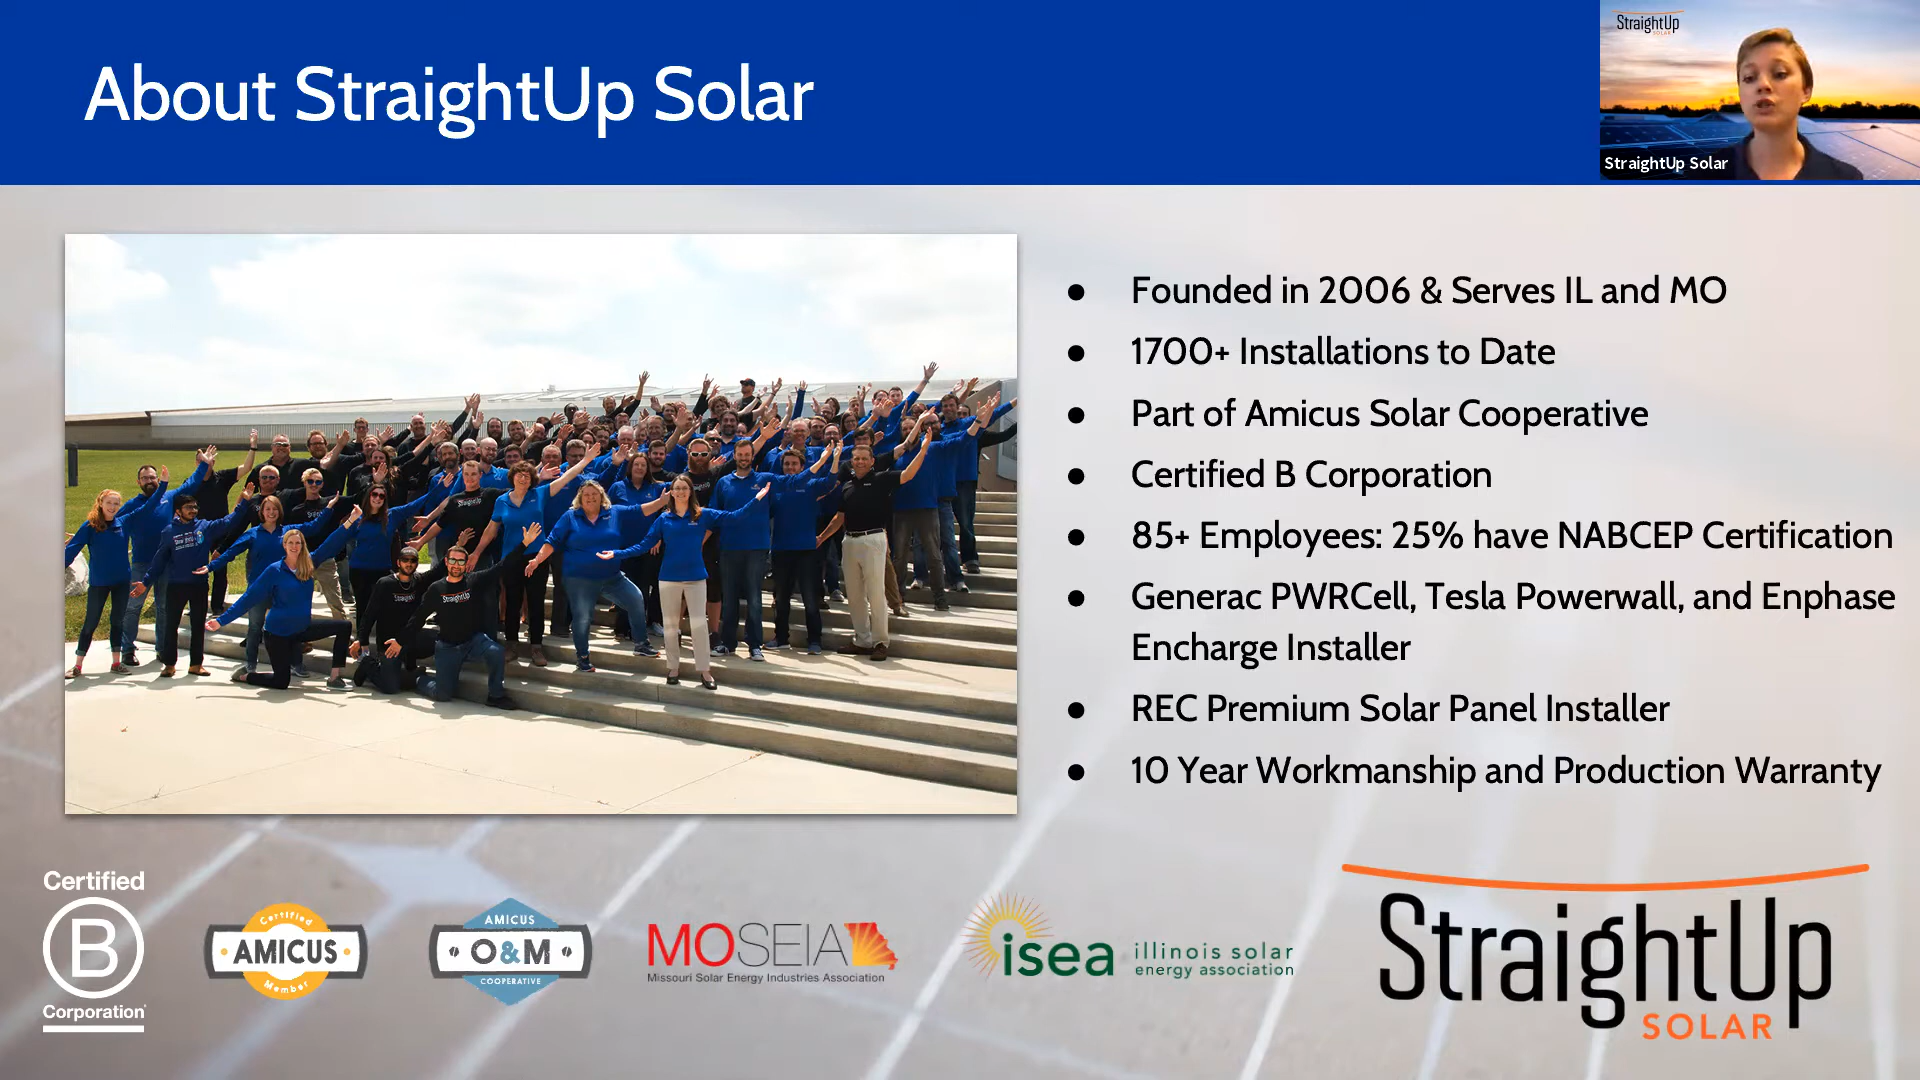 About StraightUp Solar
StraightUp
SOLAR
StraightUp Solar
Founded in 2006 & Serves IL and MO
1700+ Installations to Date
Part of Amicus Solar Cooperative
Certified B Corporation
85+ Employees: 25% have NABCEP Certification
Generac PWRCell, Tesla Powerwall, and Enphase
Encharge Installer
REC Premium Solar Panel Installer
10 Year Workmanship and Production Warranty
StraightUp
StraightUp
Certified
B
Corporation
Certified
AMICUS
Member
AMICUS
O&M
COOPERATIVE
MOSEIA
Missouri Solar Energy Industries Association
isea
illinois solar
energy association
StraightUp
SOLAR